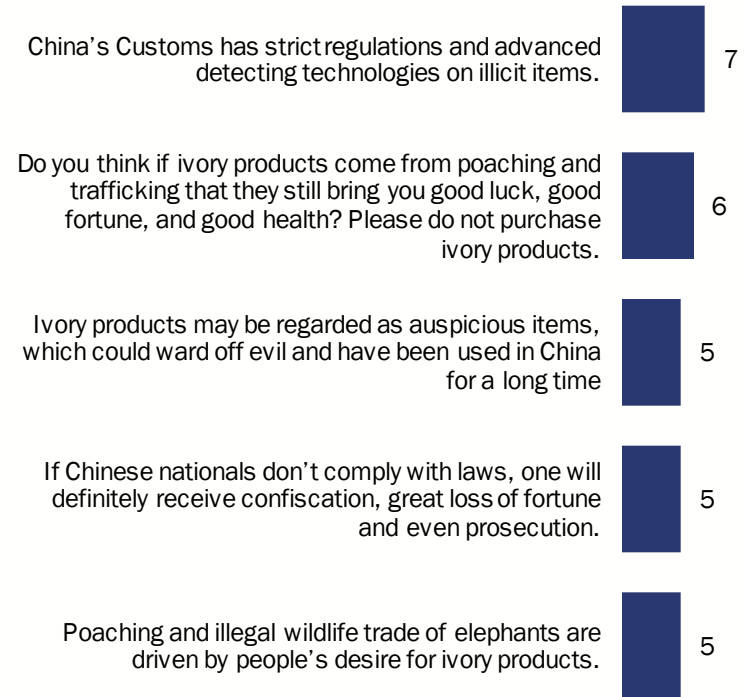 China's Customs has strict regulations and advanced
detecting technologies on illicit items.
7
Do you think if ivory products come from poaching and
trafficking that they still bring you good luck, good
fortune, and good health? Please do not purchase
ivory products.
6
Ivory products may be regarded as auspicious items,
which could ward off evil and have been used in China
for a long time
5
If Chinese nationals don't comply with laws, one will
definitely receive confiscation, great loss of fortune
and even prosecution.
5
Poaching and illegal wildlife trade of elephants are
driven by people's desire for ivory products.
5